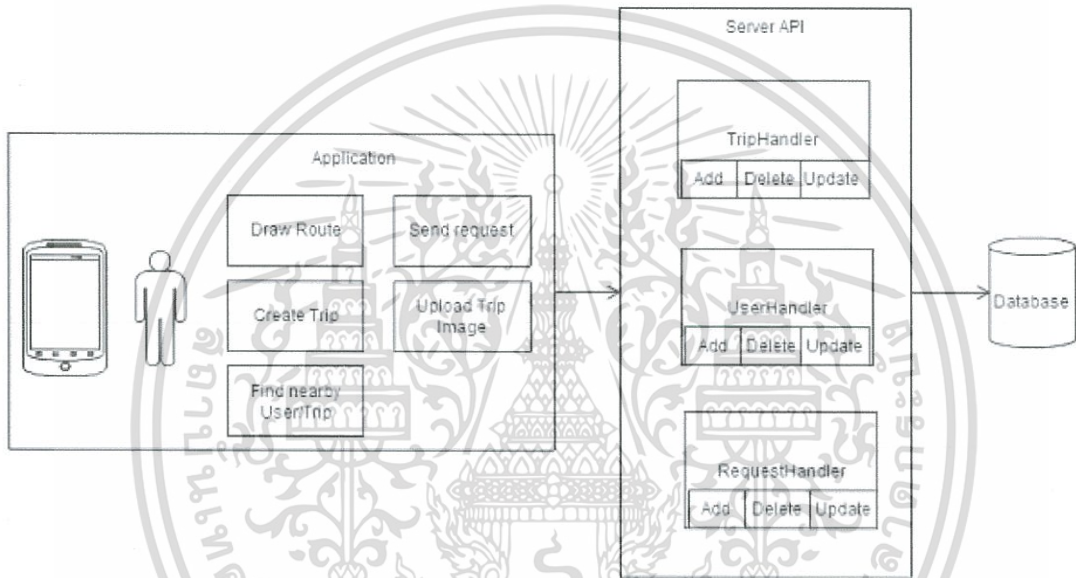 Server API
TripHandler
Add Delete Update
Application
Draw Route
Send request
Create Trip
Upload Trip
Image
Find nearby
User/Trip
UserHandler
Add Delete Update
RequestHandler
Add Delete Update
Database